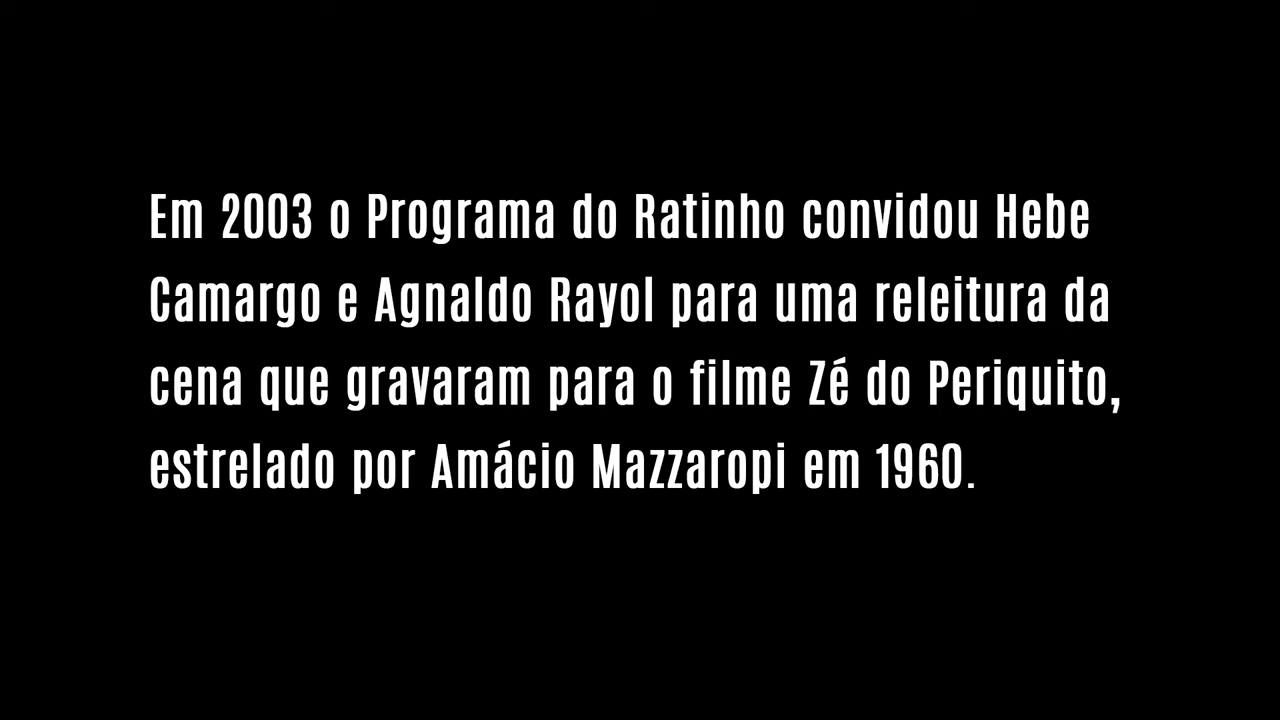 Em 2003 o Programa do Ratinho convidou Hebe
Camargo e Agnaldo Rayol para uma releitura da
cena que gravaram para o filme Zé do Periquito,
estrelado por Amácio Mazzaropi em 1960.